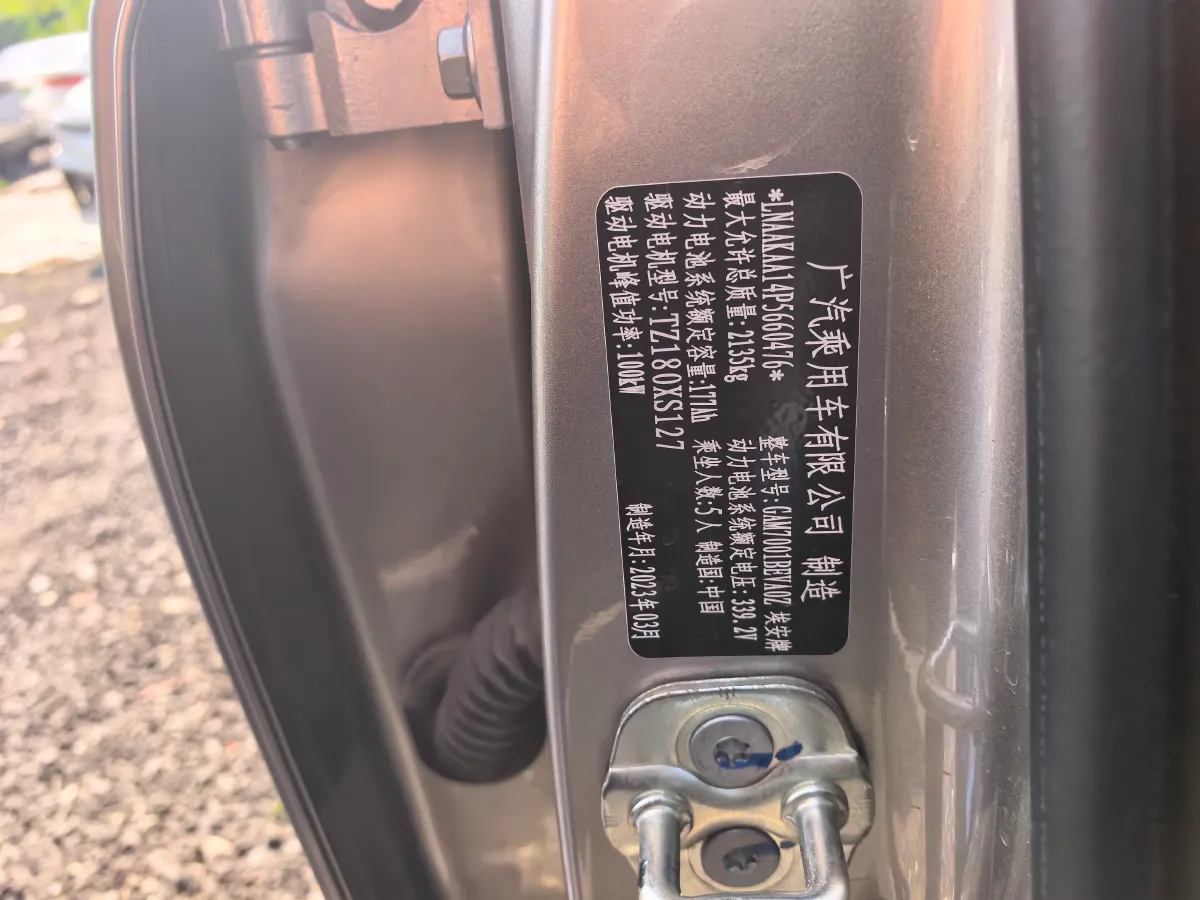 广汽乘用车有限公司 制造
*LNAAKAA14P5660476* 整车型号:GAM7001BEVA0Z 埃安牌
最大允许总质量:2135kg 动力电池系统额定电压:339.2V
动力电池系统额定容量:177Ah 乘坐人数:5人 制造国:中国
驱动电机型号:TZ180XS127
驱动电机峰值功率:100kW 制造年月:2023年03月